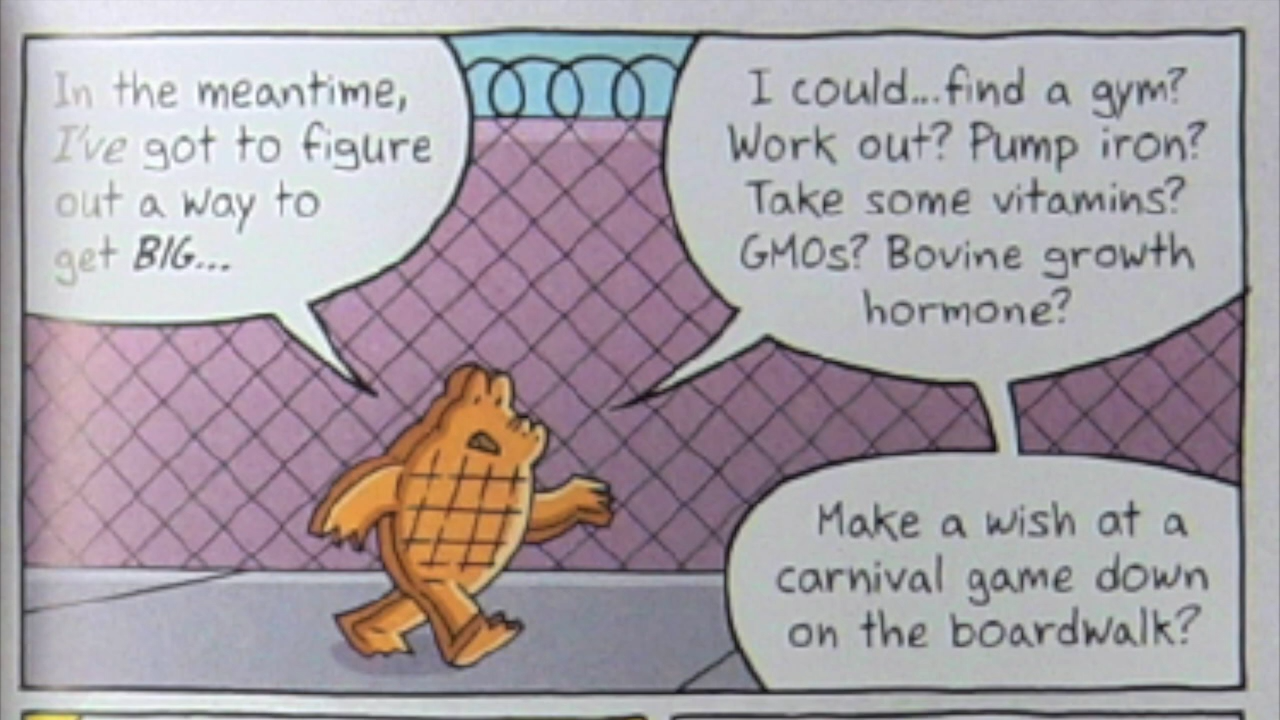 In the meantime,
I've got to figure
out a way to
get BIG...
I could...find a gym?
Work out? Pump iron?
Take some vitamins?
GMOs? Bovine growth
hormone?
Make a wish at a
carnival game down
on the boardwalk?